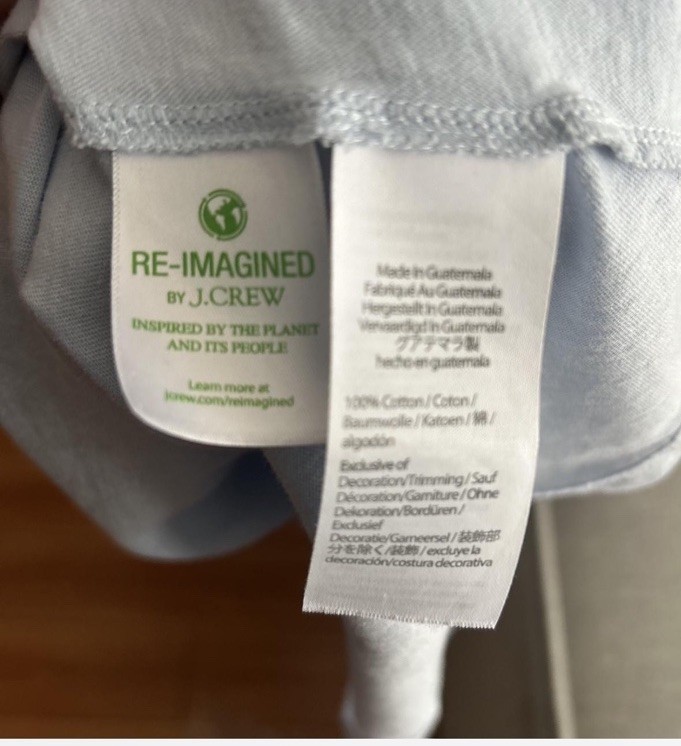 RE-IMAGINED
BY J.CREW
INSPIRED BY THE PLANET
AND ITS PEOPLE
Learn more at
jcrew.com/reimagined
Made In Guatemala
Fabriqué Au Guatemala
Hergestellt In Guatemala
Vervaardigd In Guatemala
グアテマラ製
hecho en guatemala
100% Cotton / Coton /
Baumwolle / Katoen / 綿 /
algodón
Exclusive of
Decoration/Trimming / Sauf
Décoration/Garniture / Ohne
Dekoration/Bordüren /
Exclusief
Decoratie/Garneersel / 装飾部
分を除く/装飾 / excluye la
decoración/costura decorativa